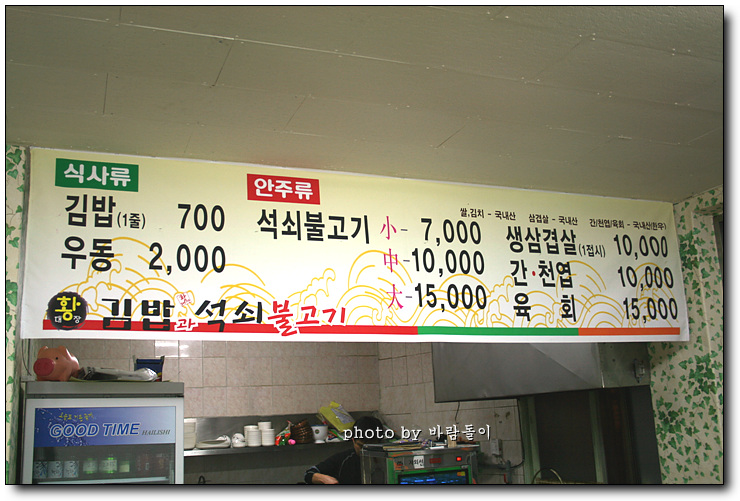 식사류
김밥(1줄) 700
우동 2,000
안주류
쌀,김치 - 국내산 삼겹살 - 국내산 간/천엽/육회 - 국내산(한우)
석쇠불고기 小- 7,000
中-10,000
大-15,000
생삼겹살(1접시) 10,000
간·천엽 10,000
육 회 15,000
황
대장
김밥과 석쇠불고기
GOOD TIME HAILISHI
photo by 바람돌이